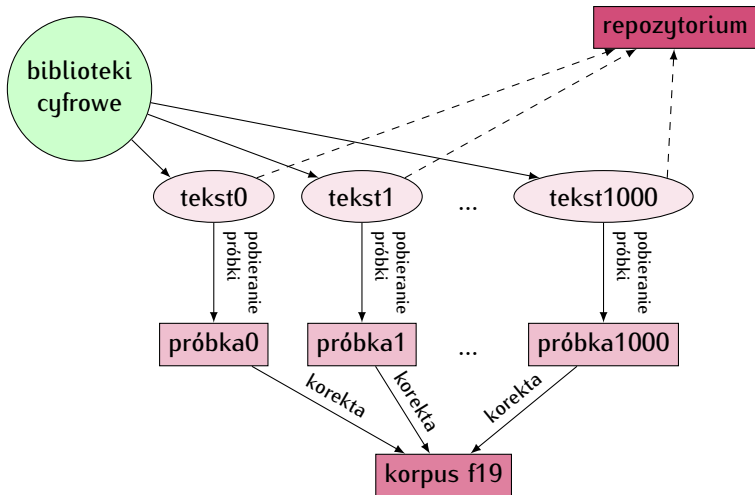 repozytorium
biblioteki
cyfrowe
tekst0
tekst1
...
tekst1000
pobieranie
próbki
pobieranie
próbki
pobieranie
próbki
próbka0
próbka1
...
próbka1000
korekta
korekta
korekta
korpus f19